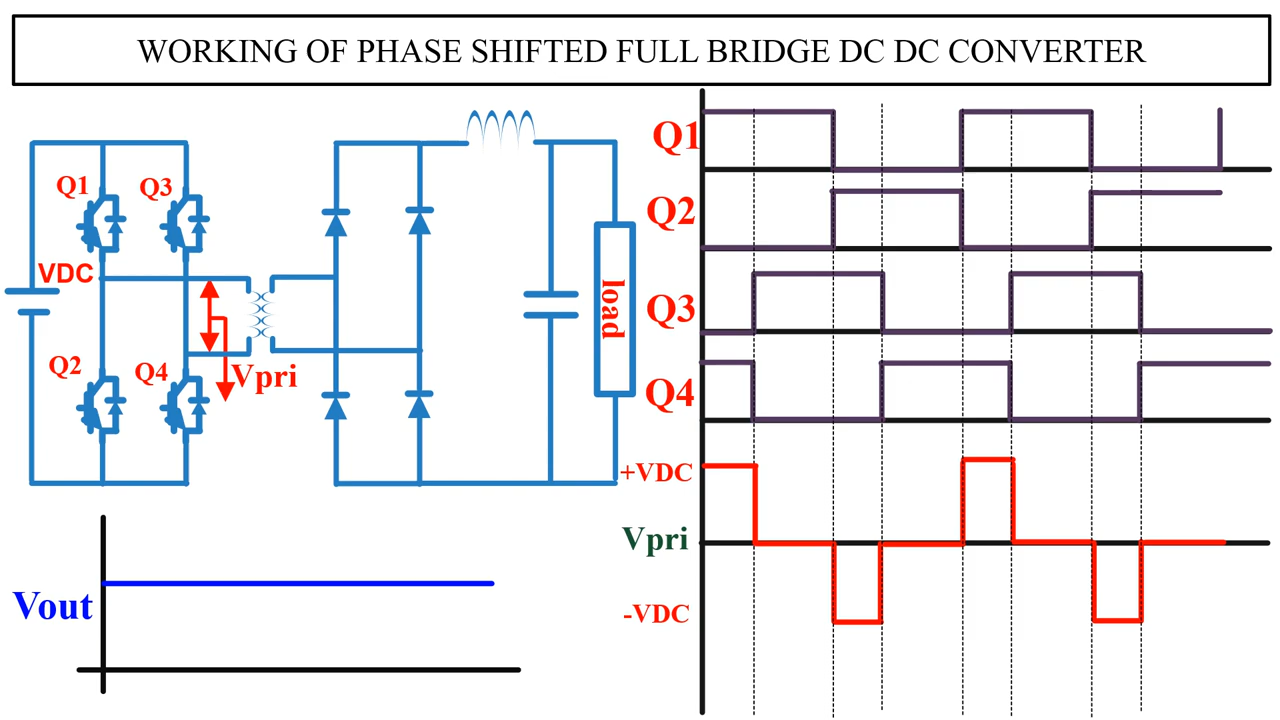 WORKING OF PHASE SHIFTED FULL BRIDGE DC DC CONVERTER
Q1
Q3
VDC
Q2
Q4
Vpri
load
Vout
Q1
Q2
Q3
Q4
+VDC
Vpri
-VDC